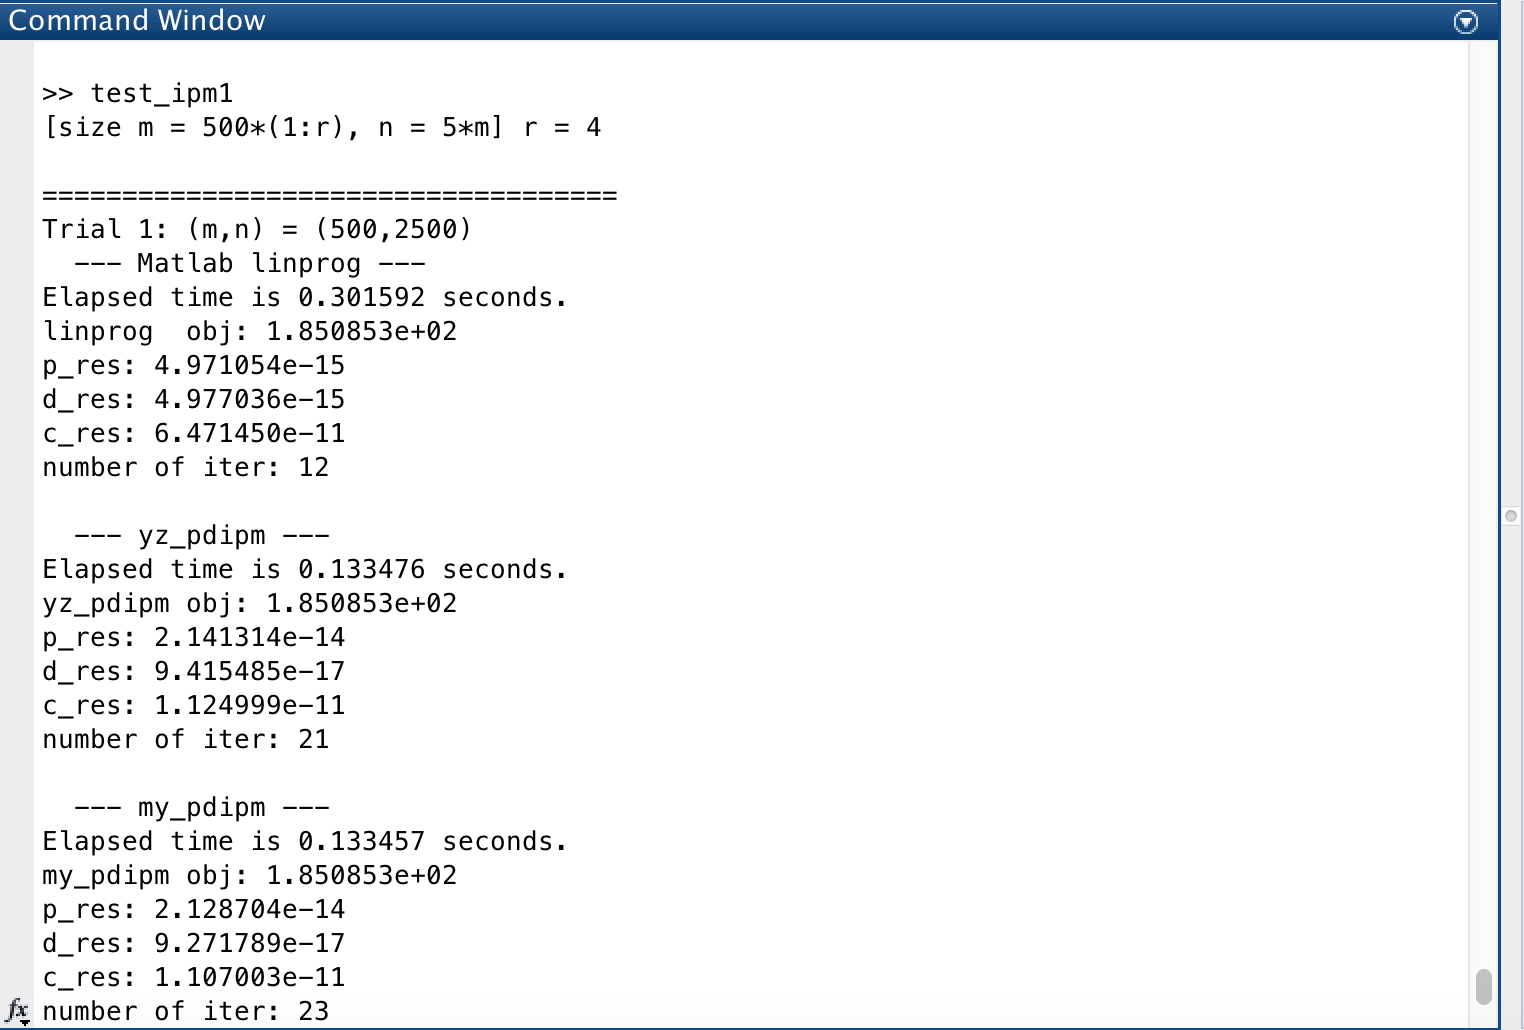 Command Window
>> test_ipm1
[size m = 500*(1:r), n = 5*m] r = 4
====================================
Trial 1: (m,n) = (500,2500)
--- Matlab linprog ---
Elapsed time is 0.301592 seconds.
linprog  obj: 1.850853e+02
p_res: 4.971054e-15
d_res: 4.977036e-15
c_res: 6.471450e-11
number of iter: 12
--- yz_pdipm ---
Elapsed time is 0.133476 seconds.
yz_pdipm obj: 1.850853e+02
p_res: 2.141314e-14
d_res: 9.415485e-17
c_res: 1.124999e-11
number of iter: 21
--- my_pdipm ---
Elapsed time is 0.133457 seconds.
my_pdipm obj: 1.850853e+02
p_res: 2.128704e-14
d_res: 9.271789e-17
c_res: 1.107003e-11
fx number of iter: 23